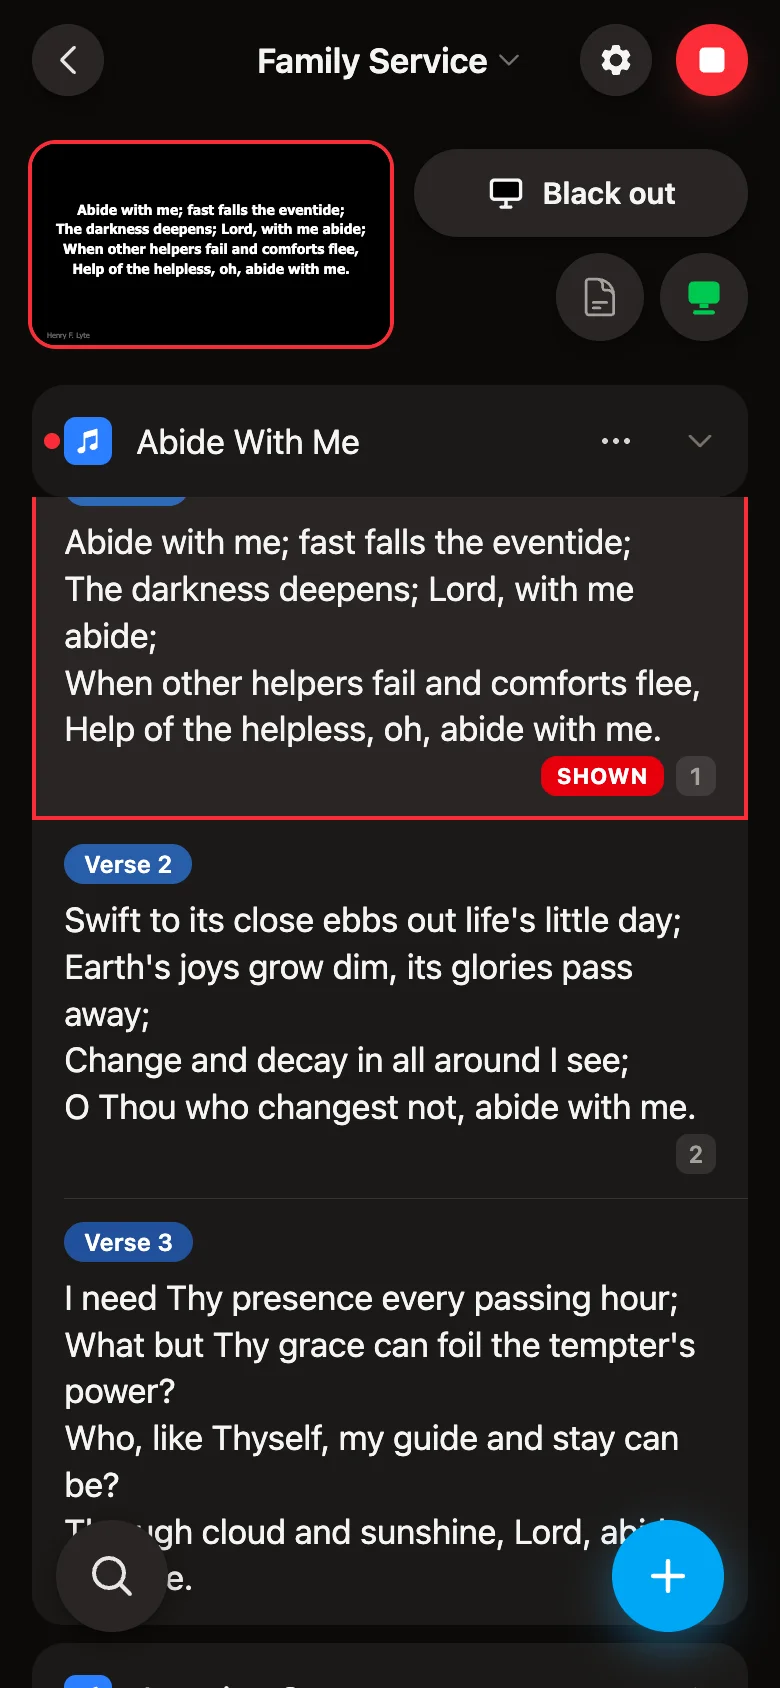 Family Service
Abide with me; fast falls the eventide;
The darkness deepens; Lord, with me abide;
When other helpers fail and comforts flee,
Help of the helpless, oh, abide with me.
Henry F. Lyte
Black out
Abide With Me
Abide with me; fast falls the eventide;
The darkness deepens; Lord, with me
abide;
When other helpers fail and comforts flee,
Help of the helpless, oh, abide with me.
SHOWN 1
Verse 2
Swift to its close ebbs out life's little day;
Earth's joys grow dim, its glories pass
away;
Change and decay in all around I see;
O Thou who changest not, abide with me.
2
Verse 3
I need Thy presence every passing hour;
What but Thy grace can foil the tempter's
power?
Who, like Thyself, my guide and stay can
be?
cloud and sunshine, Lord,